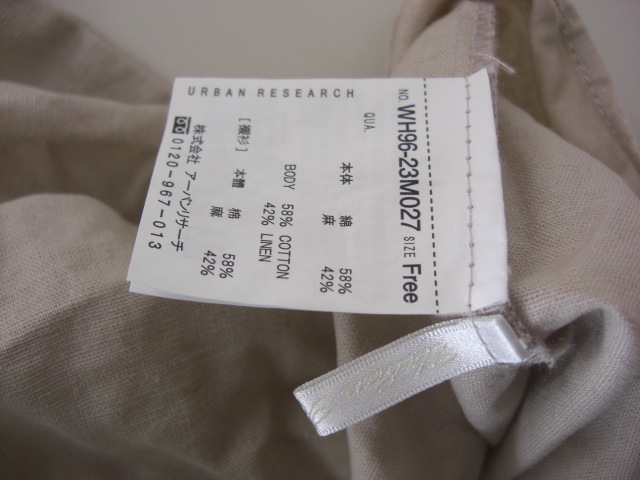 NO. WH96-23M027 SIZE Free
QUA.
本体 綿 58%
麻 42%
BODY 58% COTTON
42% LINEN
[襯衫] 本體 棉 58%
麻 42%
株式会社 アーバンリサーチ
0120-967-013
URBAN RESEARCH